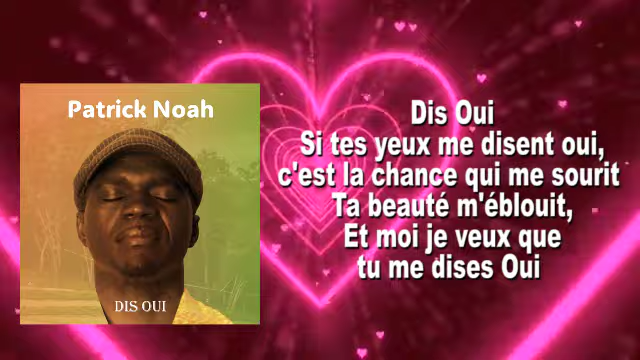 Patrick Noah
DIS OUI
Dis Oui
Si tes yeux me disent oui,
c'est la chance qui me sourit
Ta beauté m'éblouit,
Et moi je veux que
tu me dises Oui